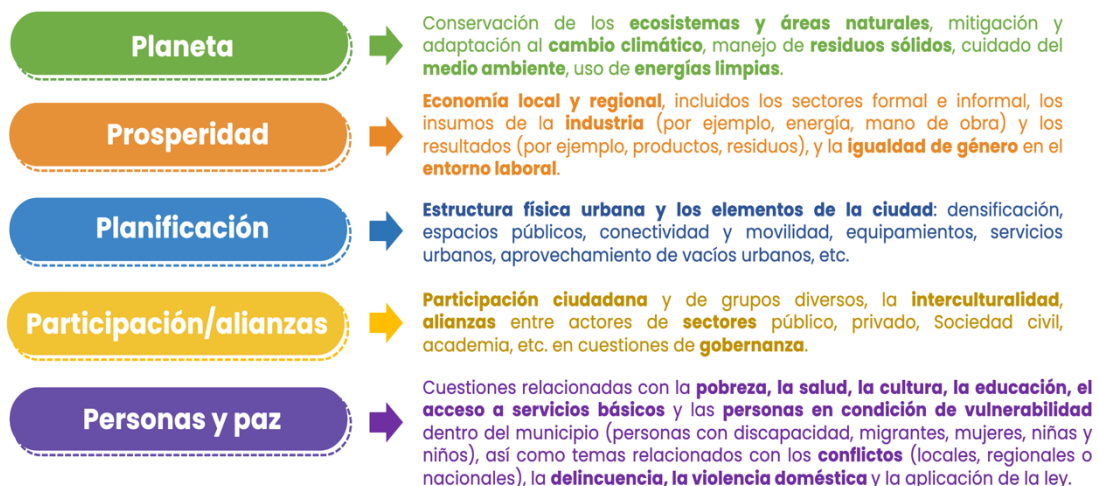 Planeta
Conservación de los ecosistemas y áreas naturales, mitigación y
adaptación al cambio climático, manejo de residuos sólidos, cuidado del
medio ambiente, uso de energías limpias.
Prosperidad
Economía local y regional, incluidos los sectores formal e informal, los
insumos de la industria (por ejemplo, energía, mano de obra) y los
resultados (por ejemplo, productos, residuos), y la igualdad de género en el
entorno laboral.
Planificación
Estructura física urbana y los elementos de la ciudad: densificación,
espacios públicos, conectividad y movilidad, equipamientos, servicios
urbanos, aprovechamiento de vacíos urbanos, etc.
Participación/alianzas
Participación ciudadana y de grupos diversos, la interculturalidad,
alianzas entre actores de sectores público, privado, Sociedad civil,
academia, etc. en cuestiones de gobernanza.
Personas y paz
Cuestiones relacionadas con la pobreza, la salud, la cultura, la educación, el
acceso a servicios básicos y las personas en condición de vulnerabilidad
dentro del municipio (personas con discapacidad, migrantes, mujeres, niñas y
niños), así como temas relacionados con los conflictos (locales, regionales o
nacionales), la delincuencia, la violencia doméstica y la aplicación de la ley.